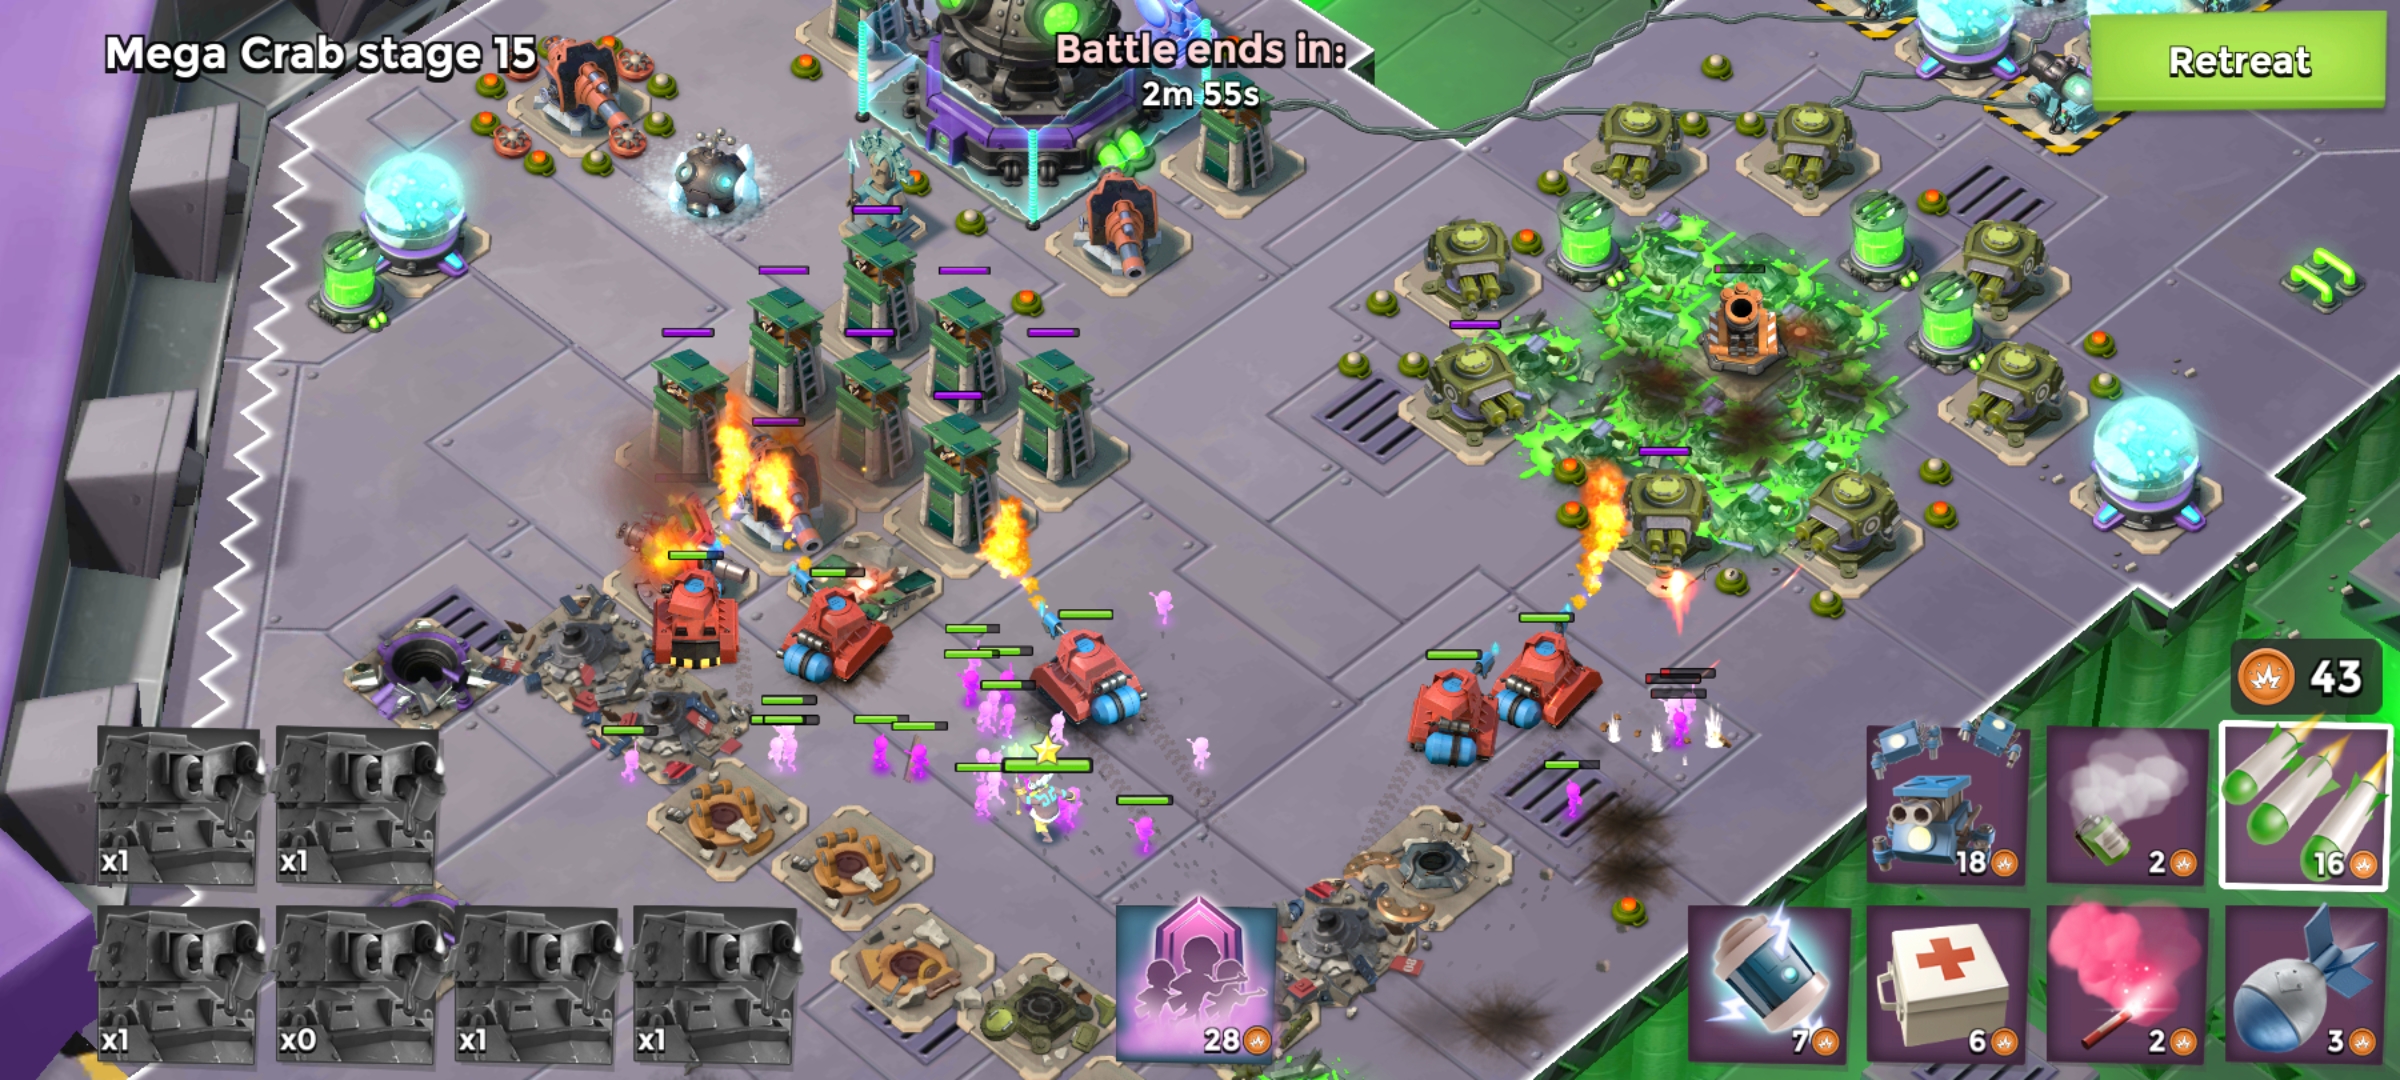 Mega Crab stage 15
Battle ends in:
2m 55s
Retreat
43
x1
x1
18
2
16
x1
x0
x1
x1
28
7
6
2
3